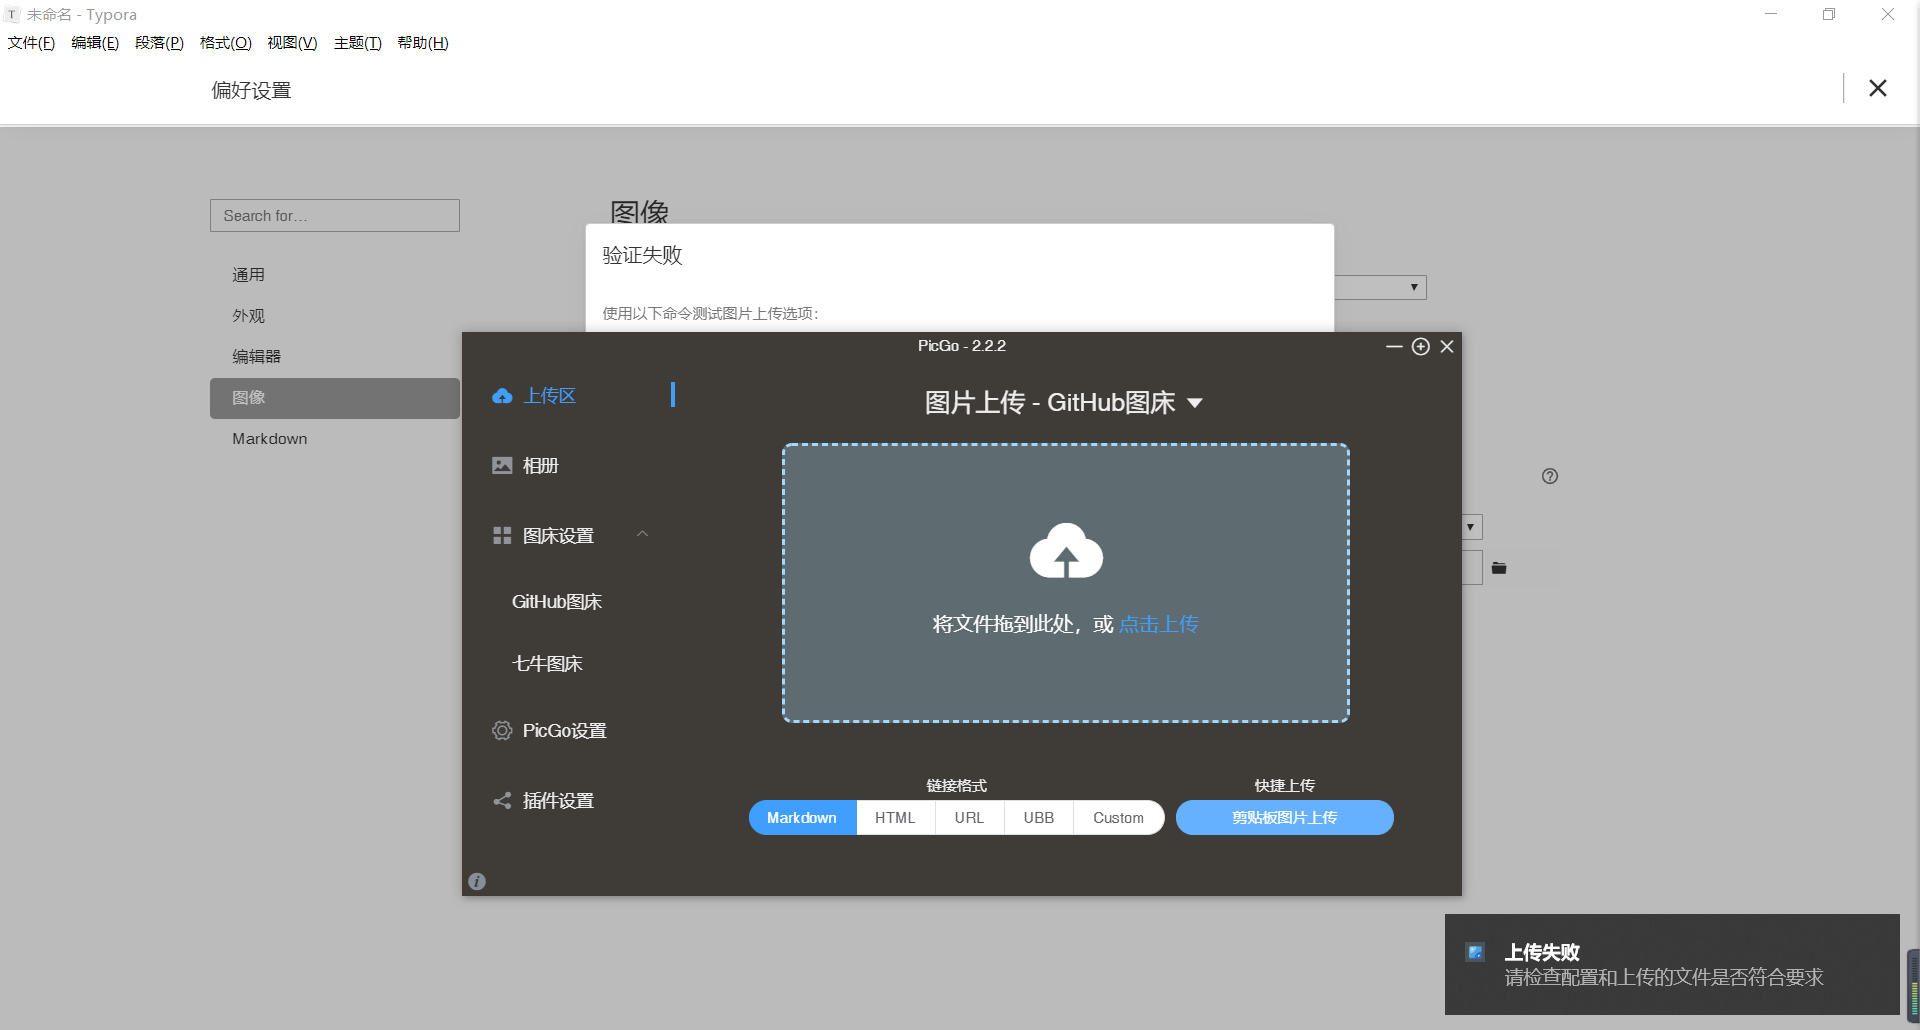 T 未命名 - Typora
文件(F) 编辑(E) 段落(P) 格式(O) 视图(V) 主题(T) 帮助(H)
偏好设置
Search for...
通用
外观
编辑器
图像
Markdown
图像
验证失败
使用以下命令测试图片上传选项:
PicGo - 2.2.2
上传区
相册
图床设置
GitHub图床
七牛图床
PicGo设置
插件设置
图片上传 - GitHub图床
将文件拖到此处，或 点击上传
链接格式
Markdown HTML URL UBB Custom
快捷上传
剪贴板图片上传
上传失败
请检查配置和上传的文件是否符合要求